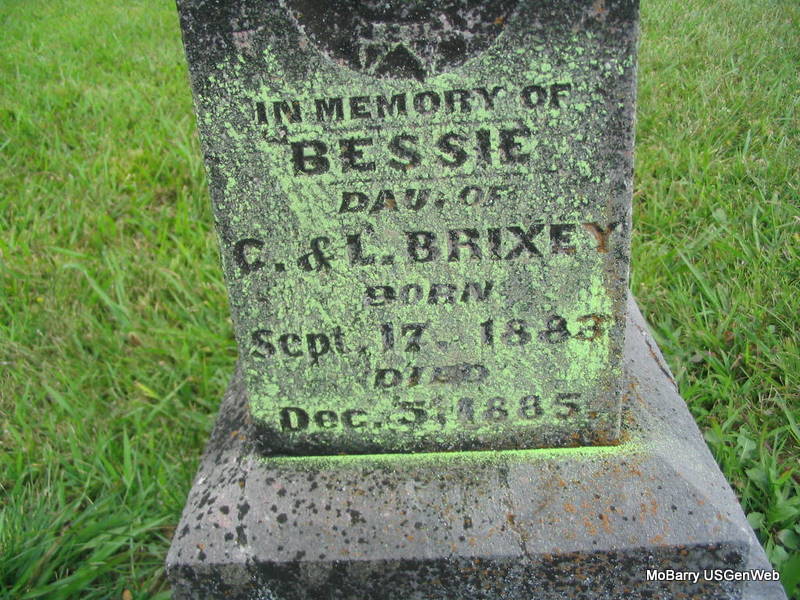 IN MEMORY OF
BESSIE
DAU. OF
C. & L. BRIXEY
BORN
Sept. 17. 1883
DIED
Dec. 5, 1885.
MoBarry USGenWeb